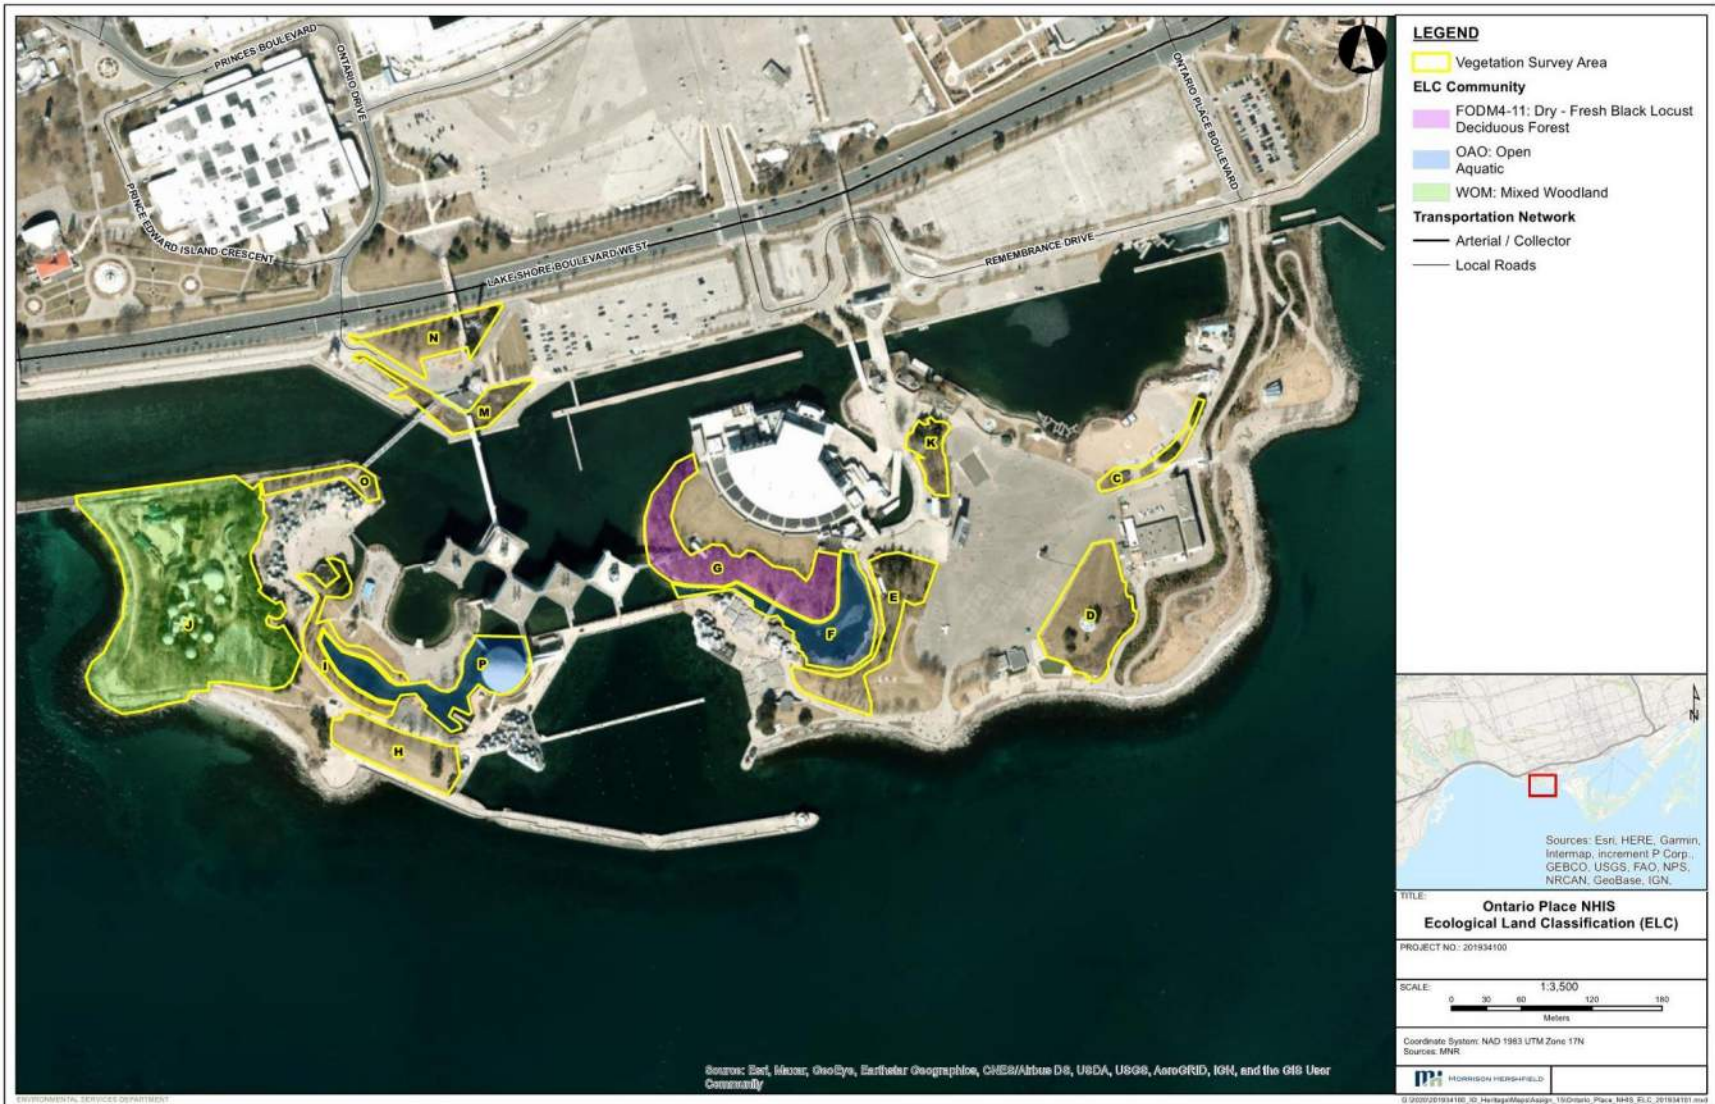 PRINCES BOULEVARD
ONTARIO DRIVE
PRINCE EDWARD ISLAND CRESCENT
LAKE SHORE BOULEVARD WEST
REMEMBRANCE DRIVE
ONTARIO PLACE BOULEVARD
N
M
O
K
C
J
I
P
G
F
E
D
H
Source: Esri, Maxar, GeoEye, Earthstar Geographics, CNES/Airbus DS, USDA, USGS, AeroGRID, IGN, and the GIS User
Community
ENVIRONMENTAL SERVICES DEPARTMENT
LEGEND
Vegetation Survey Area
ELC Community
FODM4-11: Dry - Fresh Black Locust
Deciduous Forest
OAO: Open
Aquatic
WOM: Mixed Woodland
Transportation Network
Arterial / Collector
Local Roads
N
Sources: Esri, HERE, Garmin,
Intermap, increment P Corp.,
GEBCO, USGS, FAO, NPS,
NRCAN, GeoBase, IGN,
TITLE:
Ontario Place NHIS
Ecological Land Classification (ELC)
PROJECT NO.: 201934100
SCALE:
1:3,500
0 30 60 120 180
Meters
Coordinate System: NAD 1983 UTM Zone 17N
Sources: MNR
MORRISON HERSHFIELD